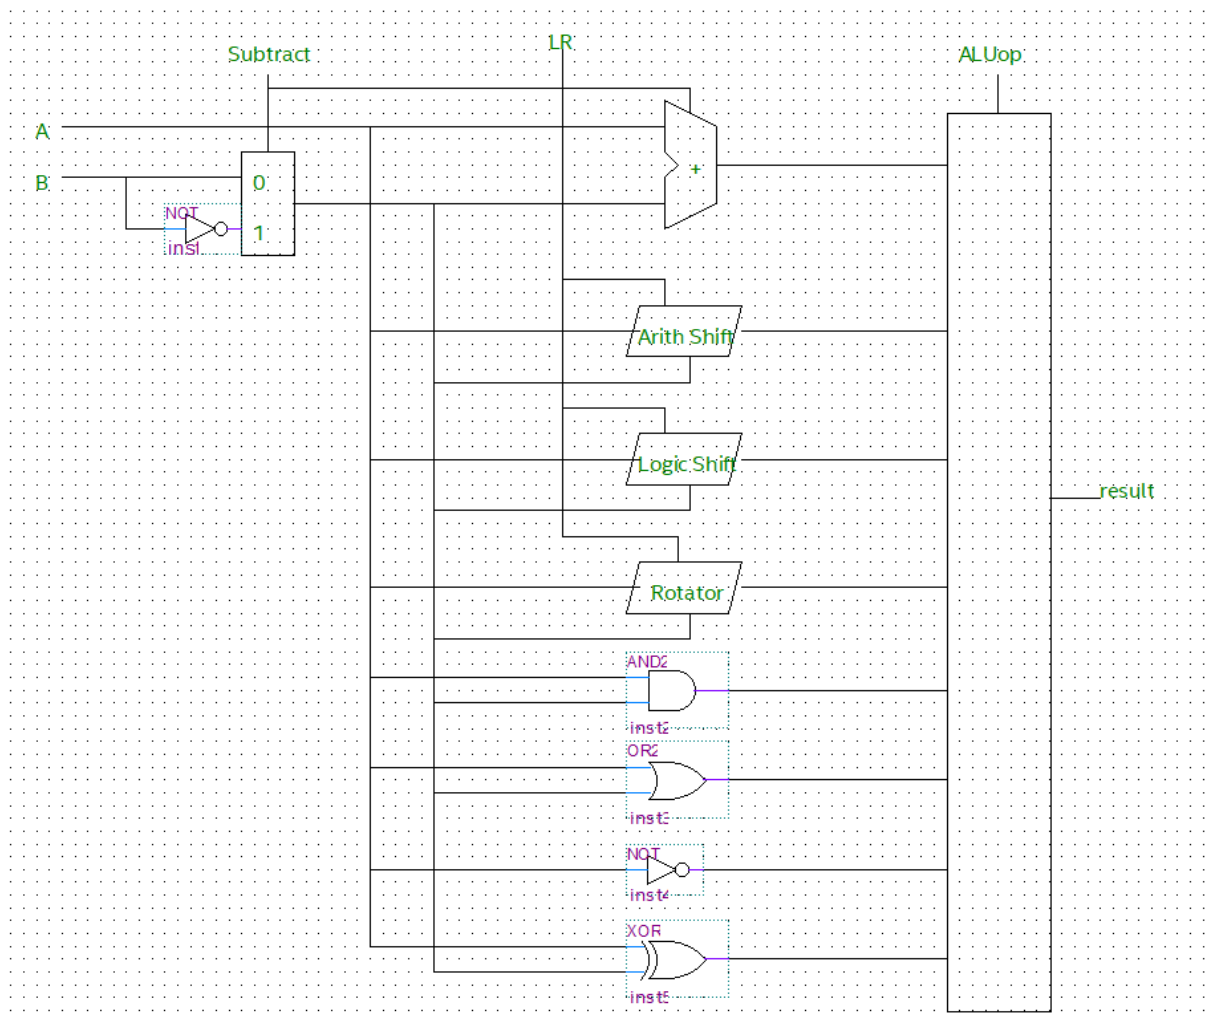 Subtract
LR
ALUop
A
B
0
NOT
1
inst
+
Arith Shift
Logic Shift
result
Rotator
AND2
inst2
OR2
inst3
NOT
inst4
XOR
inst5